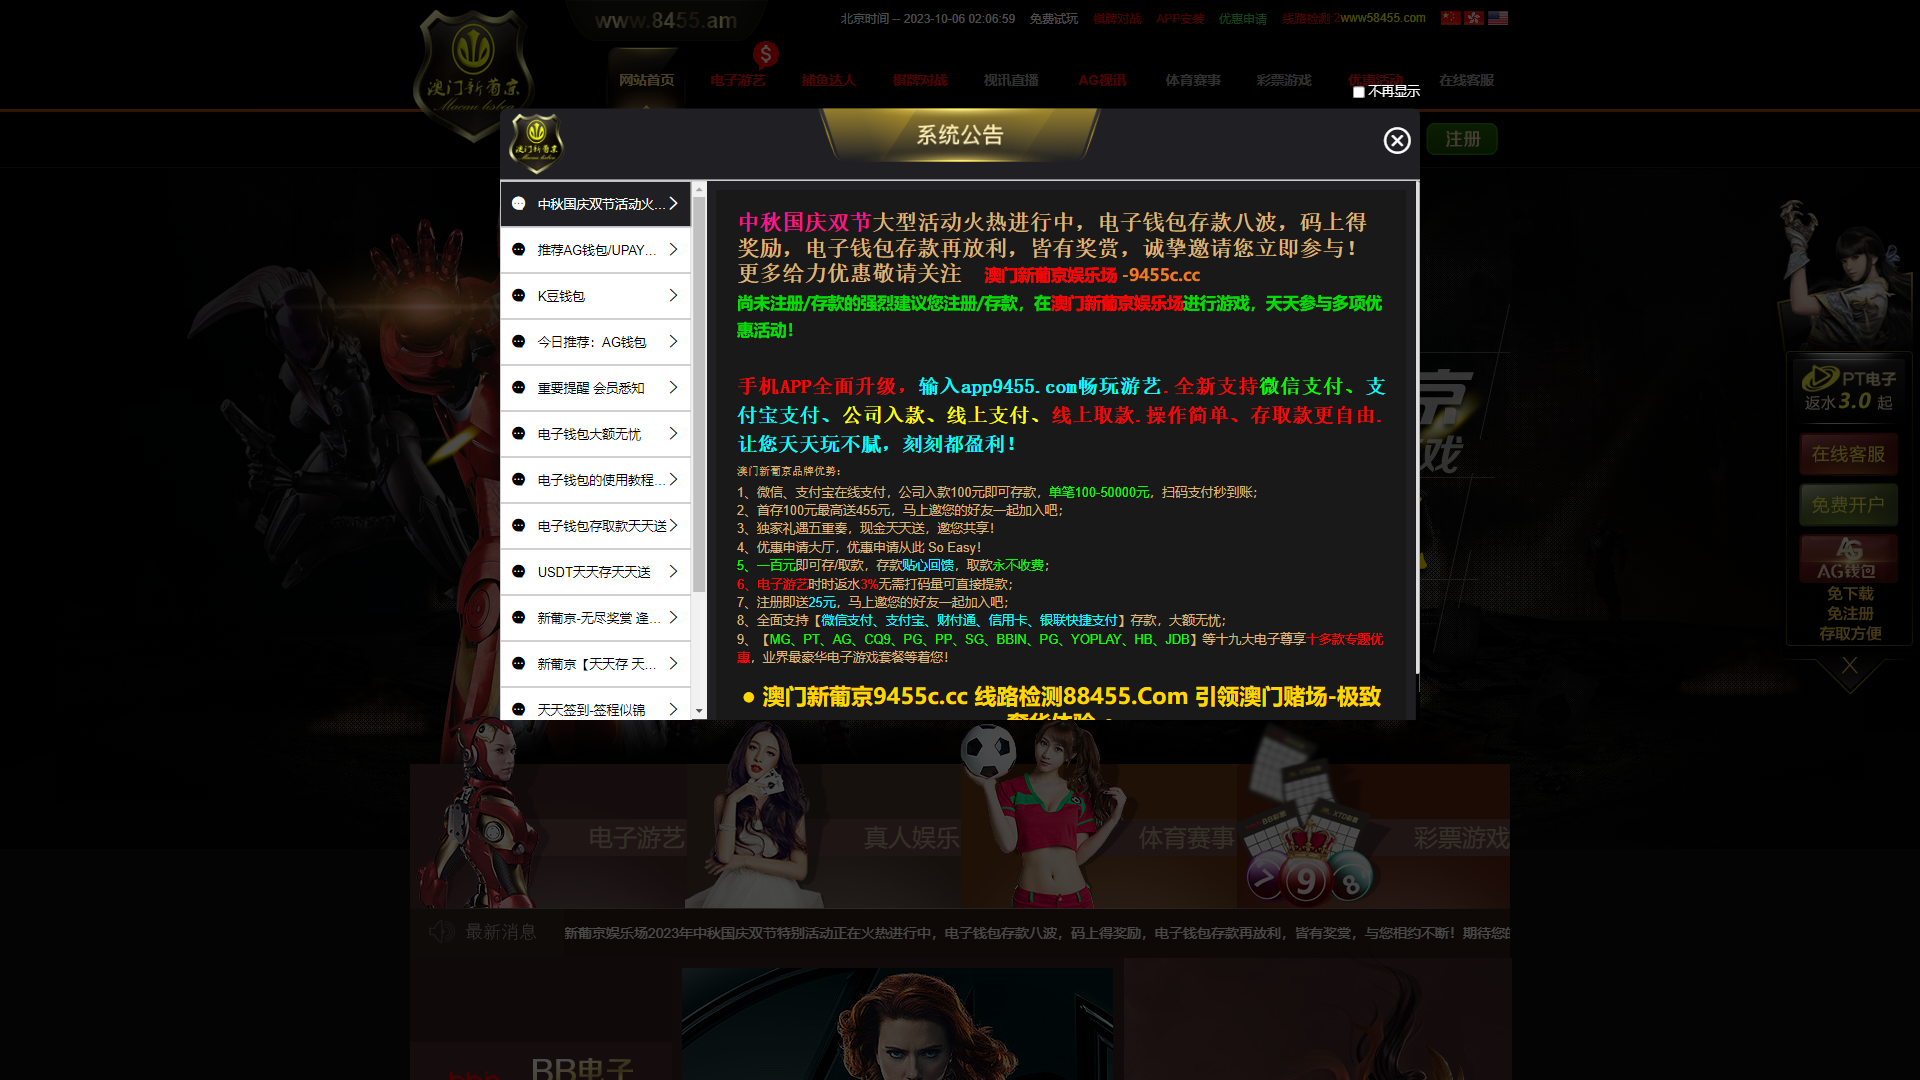 www.8455.am
北京时间 -- 2023-10-06 02:06:59 免费试玩 棋牌对战 APP安装 优惠申请 线路检测:2www58455.com
澳门新葡京
Macau lisboa
网站首页 电子游艺 捕鱼达人 棋牌对战 视讯直播 AG视讯 体育赛事 彩票游戏 优惠活动 在线客服
不再显示
系统公告
注册
中秋国庆双节活动火...
推荐AG钱包/UPAY...
K豆钱包
今日推荐：AG钱包
重要提醒 会员悉知
电子钱包大额无忧
电子钱包的使用教程...
电子钱包存取款天天送
USDT天天存天天送
新葡京-无尽奖赏 逢...
新葡京【天天存 天...
天天签到-签程似锦
中秋国庆双节大型活动火热进行中，电子钱包存款八波，码上得
奖励，电子钱包存款再放利，皆有奖赏，诚挚邀请您立即参与！
更多给力优惠敬请关注 澳门新葡京娱乐场 -9455c.cc
尚未注册/存款的强烈建议您注册/存款，在澳门新葡京娱乐场进行游戏，天天参与多项优
惠活动！
手机APP全面升级，输入app9455.com畅玩游艺.全新支持微信支付、支
付宝支付、公司入款、线上支付、线上取款.操作简单、存取款更自由.
让您天天玩不腻，刻刻都盈利！
澳门新葡京品牌优势：
1、微信、支付宝在线支付，公司入款100元即可存款，单笔100-50000元，扫码支付秒到账；
2、首存100元最高送455元，马上邀您的好友一起加入吧；
3、独家礼遇五重奏，现金天天送，邀您共享！
4、优惠申请大厅，优惠申请从此 So Easy！
5、一百元即可存/取款，存款贴心回馈，取款永不收费；
6、电子游艺时时返水3%无需打码量可直接提款；
7、注册即送25元，马上邀您的好友一起加入吧；
8、全面支持【微信支付、支付宝、财付通、信用卡、银联快捷支付】存款，大额无忧；
9、【MG、PT、AG、CQ9、PG、PP、SG、BBIN、PG、YOPLAY、HB、JDB】等十九大电子尊享十多款专题优
惠，业界最豪华电子游戏套餐等着您！
● 澳门新葡京9455c.cc 线路检测88455.Com 引领澳门赌场-极致
奢华体验
京
戏
PT电子
返水3.0 起
在线客服
免费开户
AG
AG钱包
免下载
免注册
存取方便
X
电子游艺 真人娱乐 体育赛事 彩票游戏
7 9 8
最新消息 新葡京娱乐场2023年中秋国庆双节特别活动正在火热进行中，电子钱包存款八波，码上得奖励，电子钱包存款再放利，皆有奖赏，与您相约不断！期待您的
BB电子